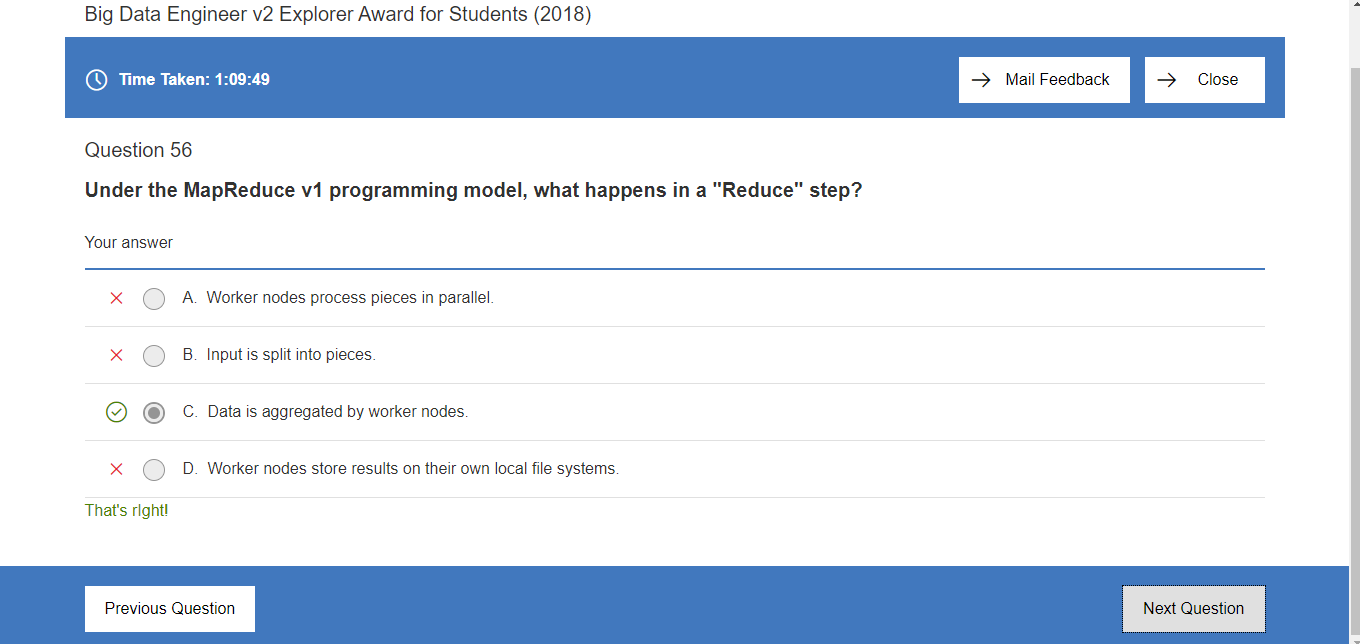 Big Data Engineer v2 Explorer Award for Students (2018)
Time Taken: 1:09:49
Mail Feedback
Close
Question 56
Under the MapReduce v1 programming model, what happens in a "Reduce" step?
Your answer
A. Worker nodes process pieces in parallel.
B. Input is split into pieces.
C. Data is aggregated by worker nodes.
D. Worker nodes store results on their own local file systems.
That's rIght!
Previous Question
Next Question